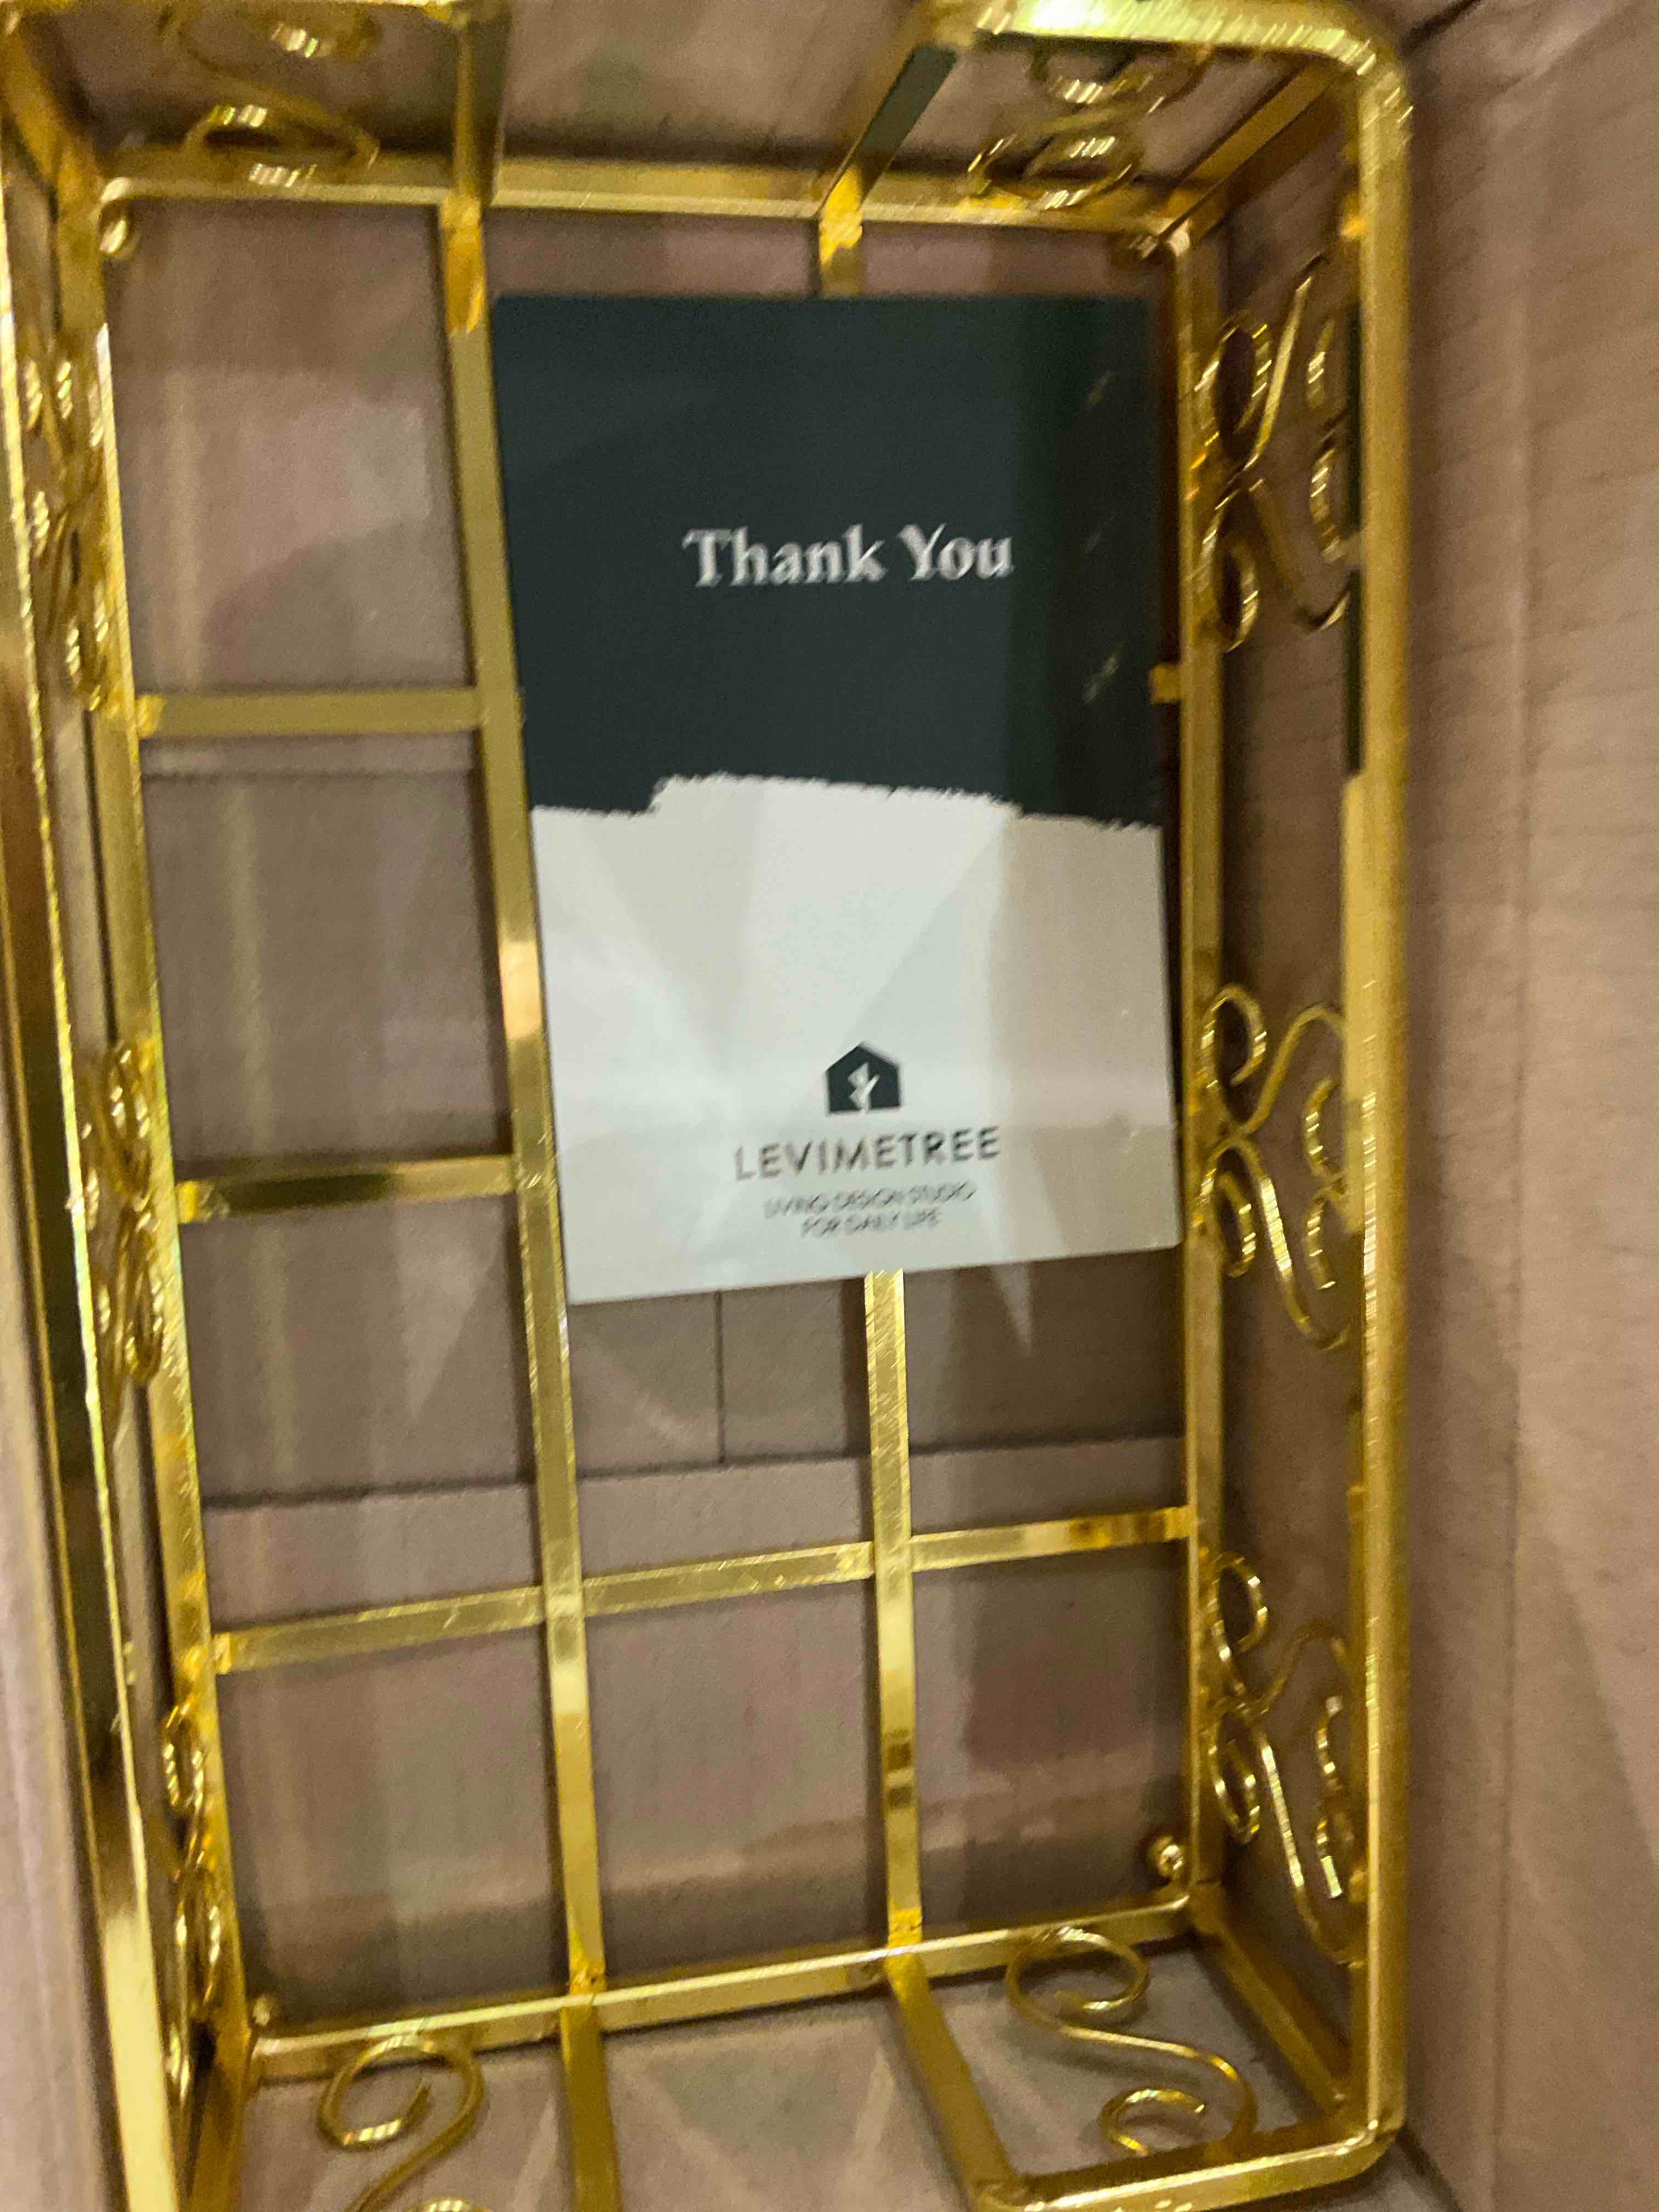 Thank You
LEVIMETREE
LIVING DESIGN STUDIO
FOR DAILY LIFE